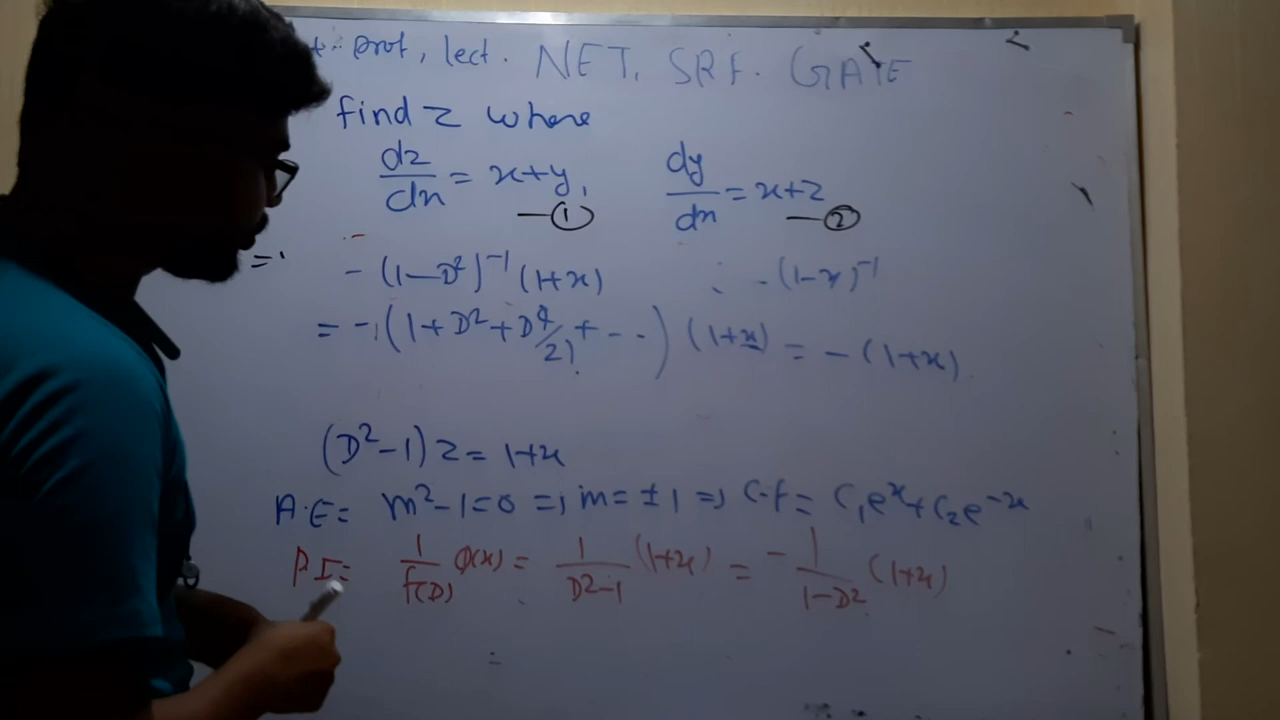 prof, lect. NET, SRF. GATE
find z where
dz/dx = x+y, —① dy/dx = x+z —②
- (1-D²)⁻¹ (1+x) - (1-x)⁻¹
= - (1+D²+D⁴/2! + ...) (1+x) = - (1+x)
(D²-1) z = 1+x
A.E = m²-1=0 => m = ±1 => C.f = C₁eˣ + C₂e⁻ˣ
P I = 1/f(D) φ(x) = 1/D²-1 (1+x) = - 1/1-D² (1+x)